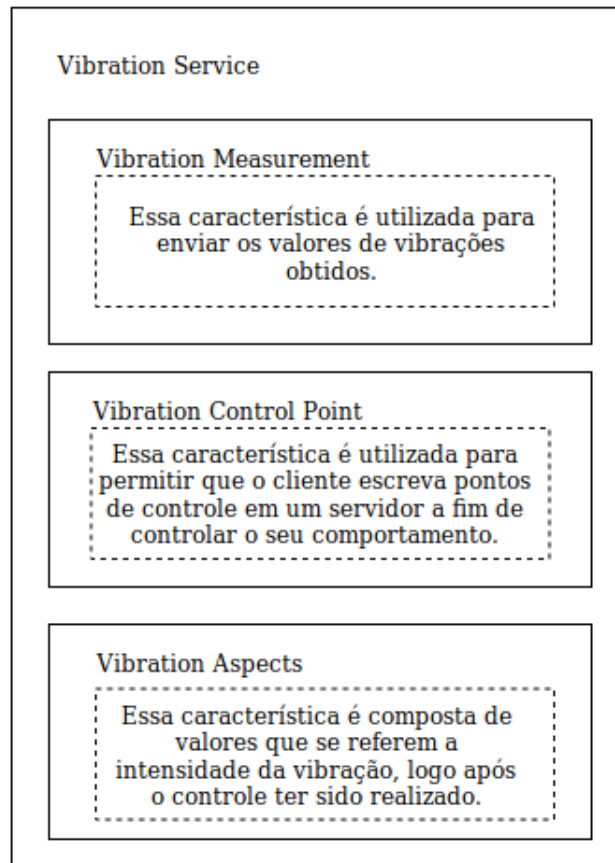 Vibration Service
Vibration Measurement
Essa característica é utilizada para
enviar os valores de vibrações
obtidos.
Vibration Control Point
Essa característica é utilizada para
permitir que o cliente escreva pontos
de controle em um servidor a fim de
controlar o seu comportamento.
Vibration Aspects
Essa característica é composta de
valores que se referem a
intensidade da vibração, logo após
o controle ter sido realizado.